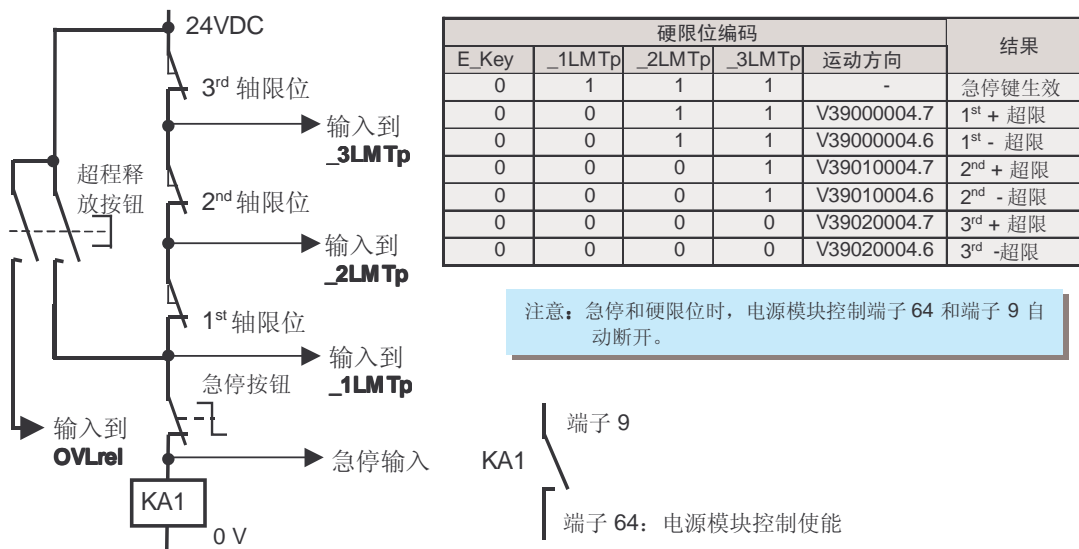 24VDC
3rd 轴限位
输入到
_3LMTp
超程释
放按钮
2nd 轴限位
输入到
_2LMTp
1st 轴限位
输入到
_1LMTp
急停按钮
输入到
OVLrel
急停输入
KA1
0 V
硬限位编码 结果
E_Key _1LMTp _2LMTp _3LMTp 运动方向
0 1 1 1 - 急停键生效
0 0 1 1 V39000004.7 1st + 超限
0 0 1 1 V39000004.6 1st - 超限
0 0 0 1 V39010004.7 2nd + 超限
0 0 0 1 V39010004.6 2nd - 超限
0 0 0 0 V39020004.7 3rd + 超限
0 0 0 0 V39020004.6 3rd -超限
注意：急停和硬限位时，电源模块控制端子 64 和端子 9 自
动断开。
端子 9
KA1
端子 64：电源模块控制使能